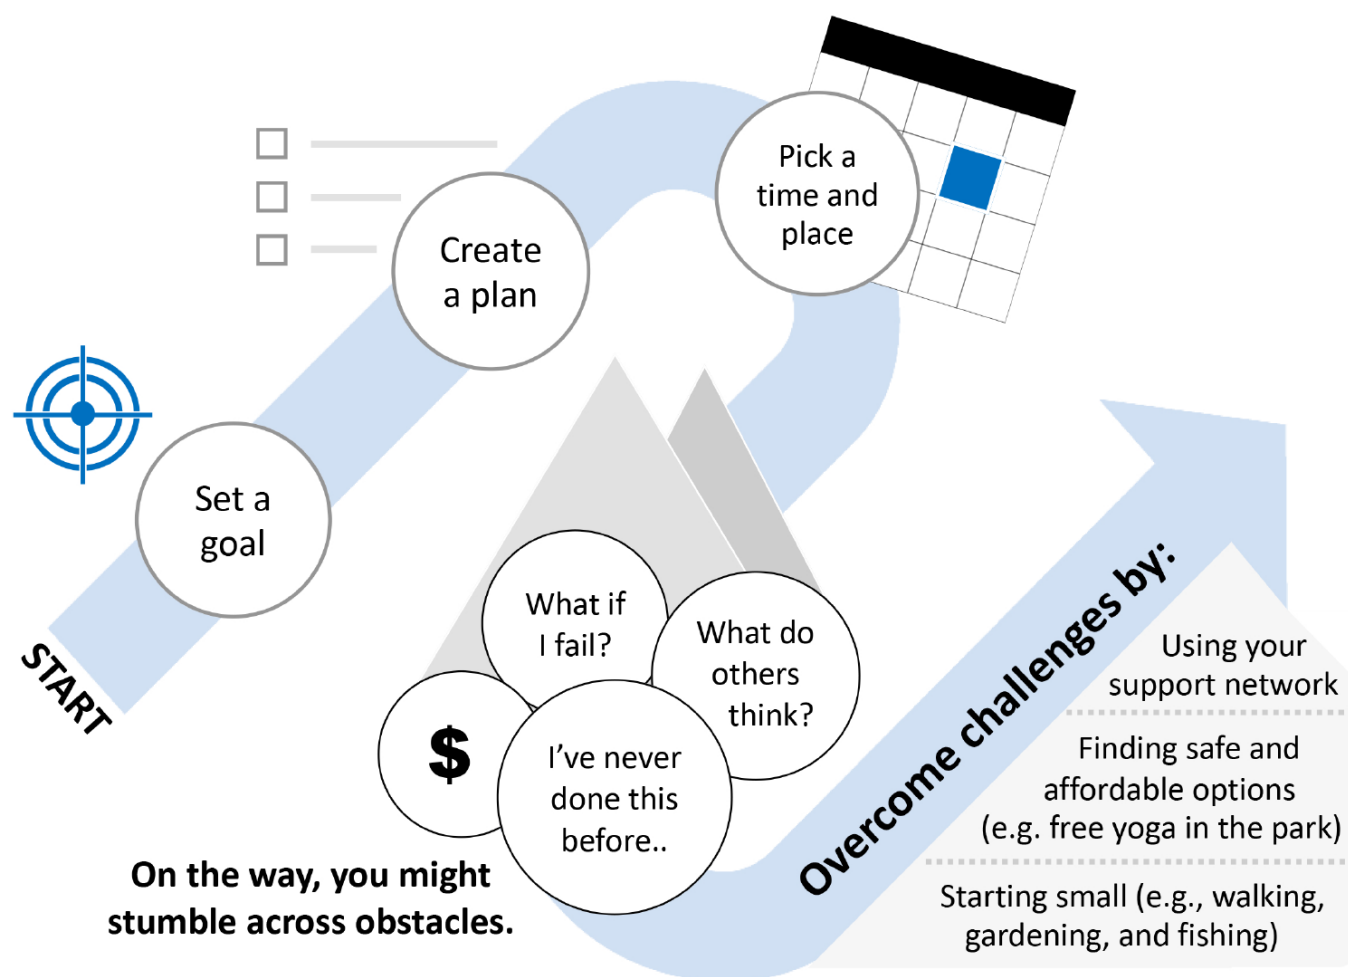 START
Set a
goal
Create
a plan
Pick a
time and
place
What if
I fail?
What do
others
think?
$
I've never
done this
before..
On the way, you might
stumble across obstacles.
Overcome challenges by:
Using your
support network
Finding safe and
affordable options
(e.g. free yoga in the park)
Starting small (e.g., walking,
gardening, and fishing)